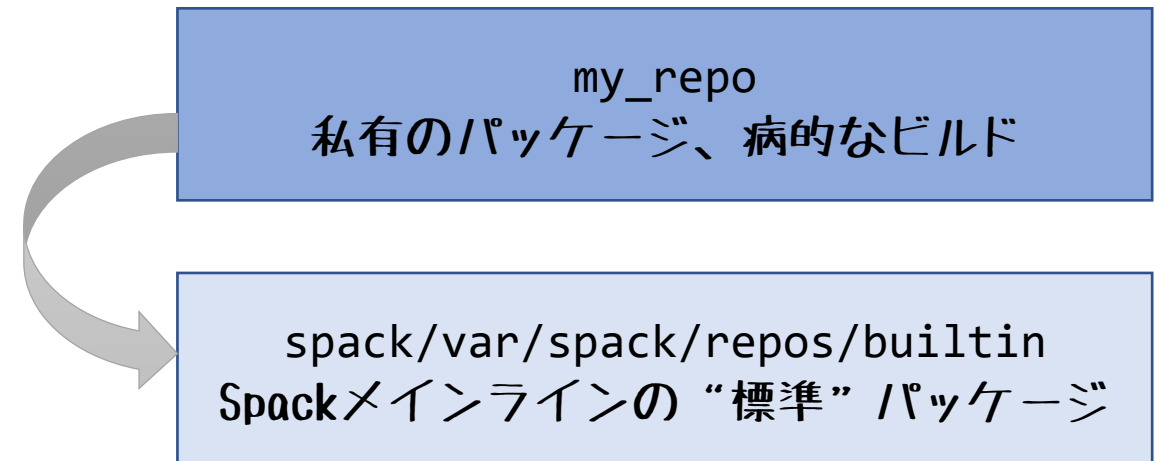 my_repo
私有のパッケージ、病的なビルド
spack/var/spack/repos/builtin
Spackメインラインの“標準”パッケージ